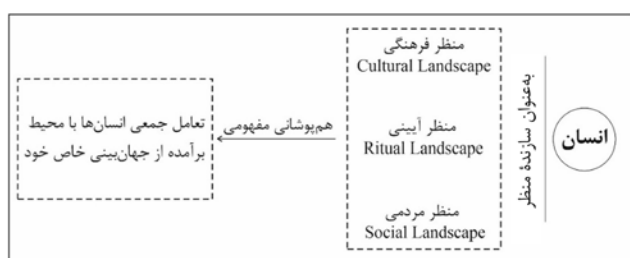 انسان
به‌عنوان سازندهٔ منظر
منظر فرهنگی
Cultural Landscape
منظر آیینی
Ritual Landscape
منظر مردمی
Social Landscape
هم‌پوشانی مفهومی
تعامل جمعی انسان‌ها با محیط
برآمده از جهان‌بینی خاص خود